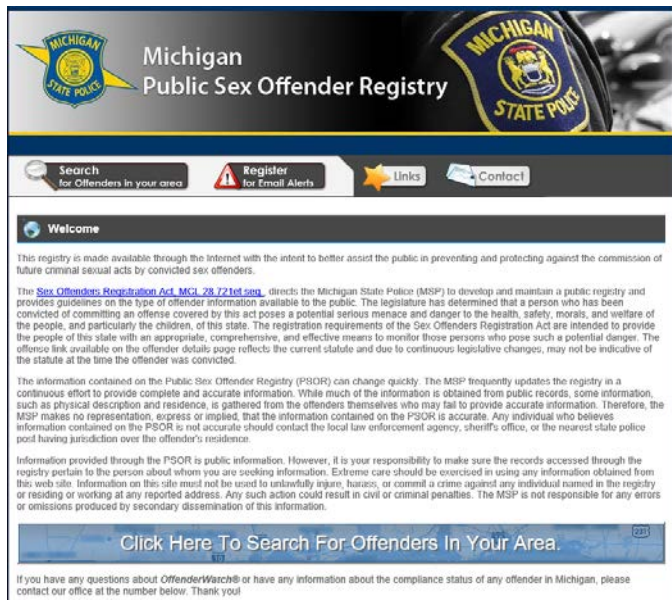 MICHIGAN
STATE POLICE
Michigan
Public Sex Offender Registry
MICHIGAN
STATE POLICE
Search
for Offenders in your area
Register
for Email Alerts
Links
Contact
Welcome
This registry is made available through the Internet with the intent to better assist the public in preventing and protecting against the commission of
future criminal sexual acts by convicted sex offenders.
The Sex Offenders Registration Act, MCL 28.721et seq., directs the Michigan State Police (MSP) to develop and maintain a public registry and
provides guidelines on the type of offender information available to the public. The legislature has determined that a person who has been
convicted of committing an offense covered by this act poses a potential serious menace and danger to the health, safety, morals, and welfare of
the people, and particularly the children, of this state. The registration requirements of the Sex Offenders Registration Act are intended to provide
the people of this state with an appropriate, comprehensive, and effective means to monitor those persons who pose such a potential danger. The
offense link available on the offender details page reflects the current statute and due to continuous legislative changes, may not be indicative of
the statute at the time the offender was convicted.
The information contained on the Public Sex Offender Registry (PSOR) can change quickly. The MSP frequently updates the registry in a
continuous effort to provide complete and accurate information. While much of the information is obtained from public records, some information,
such as physical description and residence, is gathered from the offenders themselves who may fail to provide accurate information. Therefore, the
MSP makes no representation, express or implied, that the information contained on the PSOR is accurate. Any individual who believes
information contained on the PSOR is not accurate should contact the local law enforcement agency, sheriff's office, or the nearest state police
post having jurisdiction over the offender's residence.
Information provided through the PSOR is public information. However, it is your responsibility to make sure the records accessed through the
registry pertain to the person about whom you are seeking information. Extreme care should be exercised in using any information obtained from
this web site. Information on this site must not be used to unlawfully injure, harass, or commit a crime against any individual named in the registry
or residing or working at any reported address. Any such action could result in civil or criminal penalties. The MSP is not responsible for any errors
or omissions produced by secondary dissemination of this information.
Click Here To Search For Offenders In Your Area.
If you have any questions about OffenderWatch® or have any information about the compliance status of any offender in Michigan, please
contact our office at the number below. Thank you!